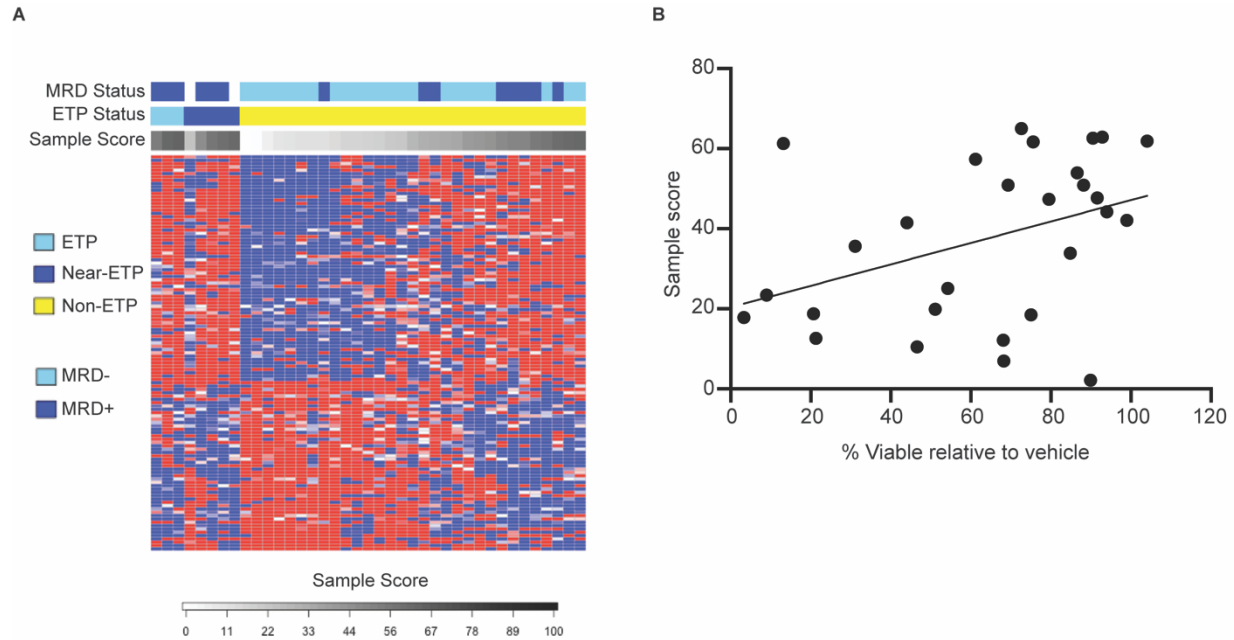 A
MRD Status
ETP Status
Sample Score
ETP
Near-ETP
Non-ETP
MRD-
MRD+
Sample Score
0 11 22 33 44 56 67 78 89 100
B
80
60
40
20
0
Sample score
0 20 40 60 80 100 120
% Viable relative to vehicle